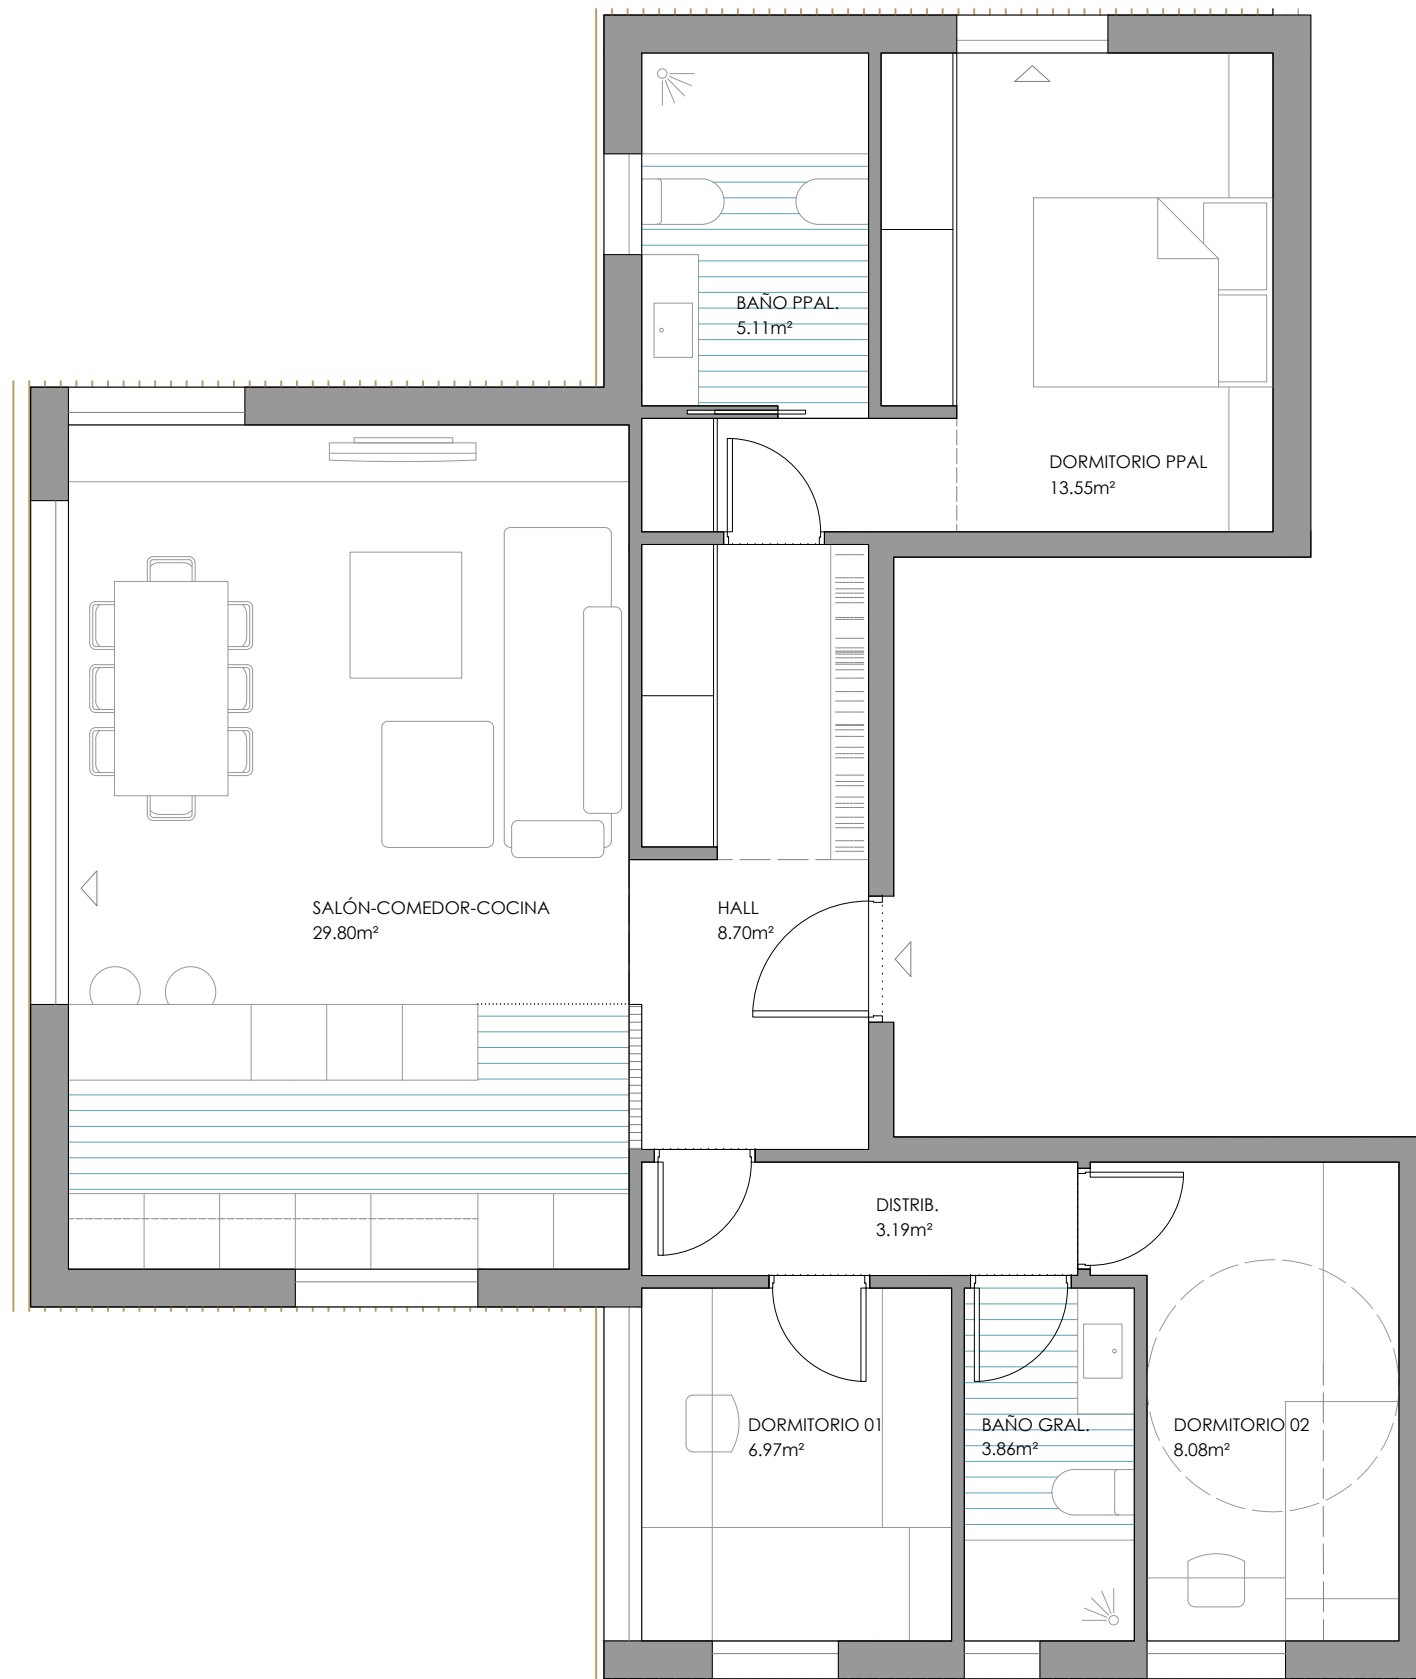 BAÑO PPAL.
5.11m²
DORMITORIO PPAL
13.55m²
SALÓN-COMEDOR-COCINA
29.80m²
HALL
8.70m²
DISTRIB.
3.19m²
DORMITORIO 01
6.97m²
BAÑO GRAL.
3.86m²
DORMITORIO 02
8.08m²